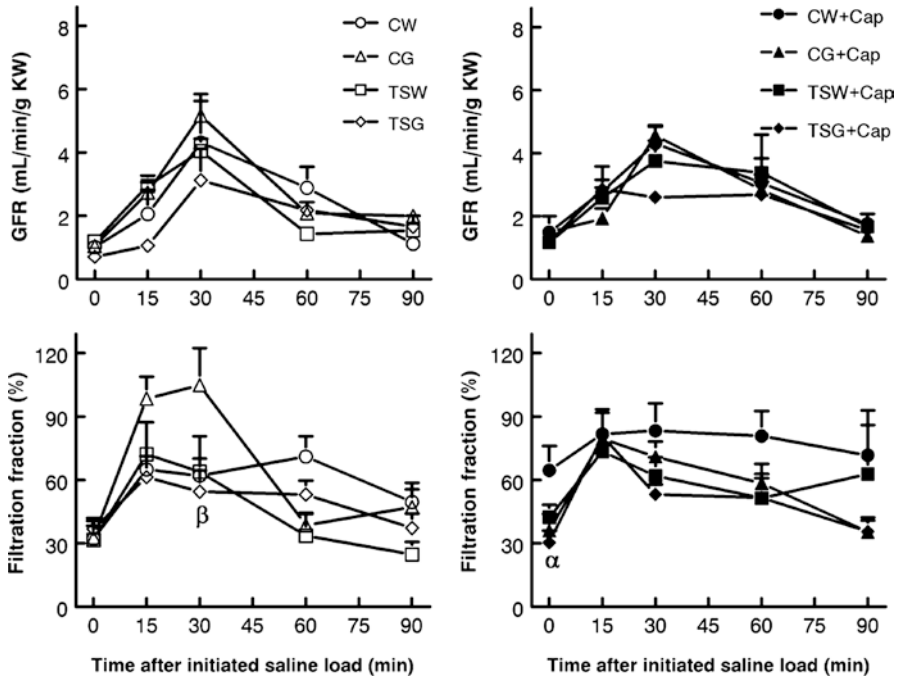 GFR (mL/min/g KW)
8
6
4
2
0
0 15 30 45 60 75 90
CW
CG
TSW
TSG
GFR (mL/min/g KW)
8
6
4
2
0
0 15 30 45 60 75 90
CW+Cap
CG+Cap
TSW+Cap
TSG+Cap
Filtration fraction (%)
120
90
60
30
0
β
0 15 30 45 60 75 90
Time after initiated saline load (min)
Filtration fraction (%)
120
90
60
30
0
α
0 15 30 45 60 75 90
Time after initiated saline load (min)